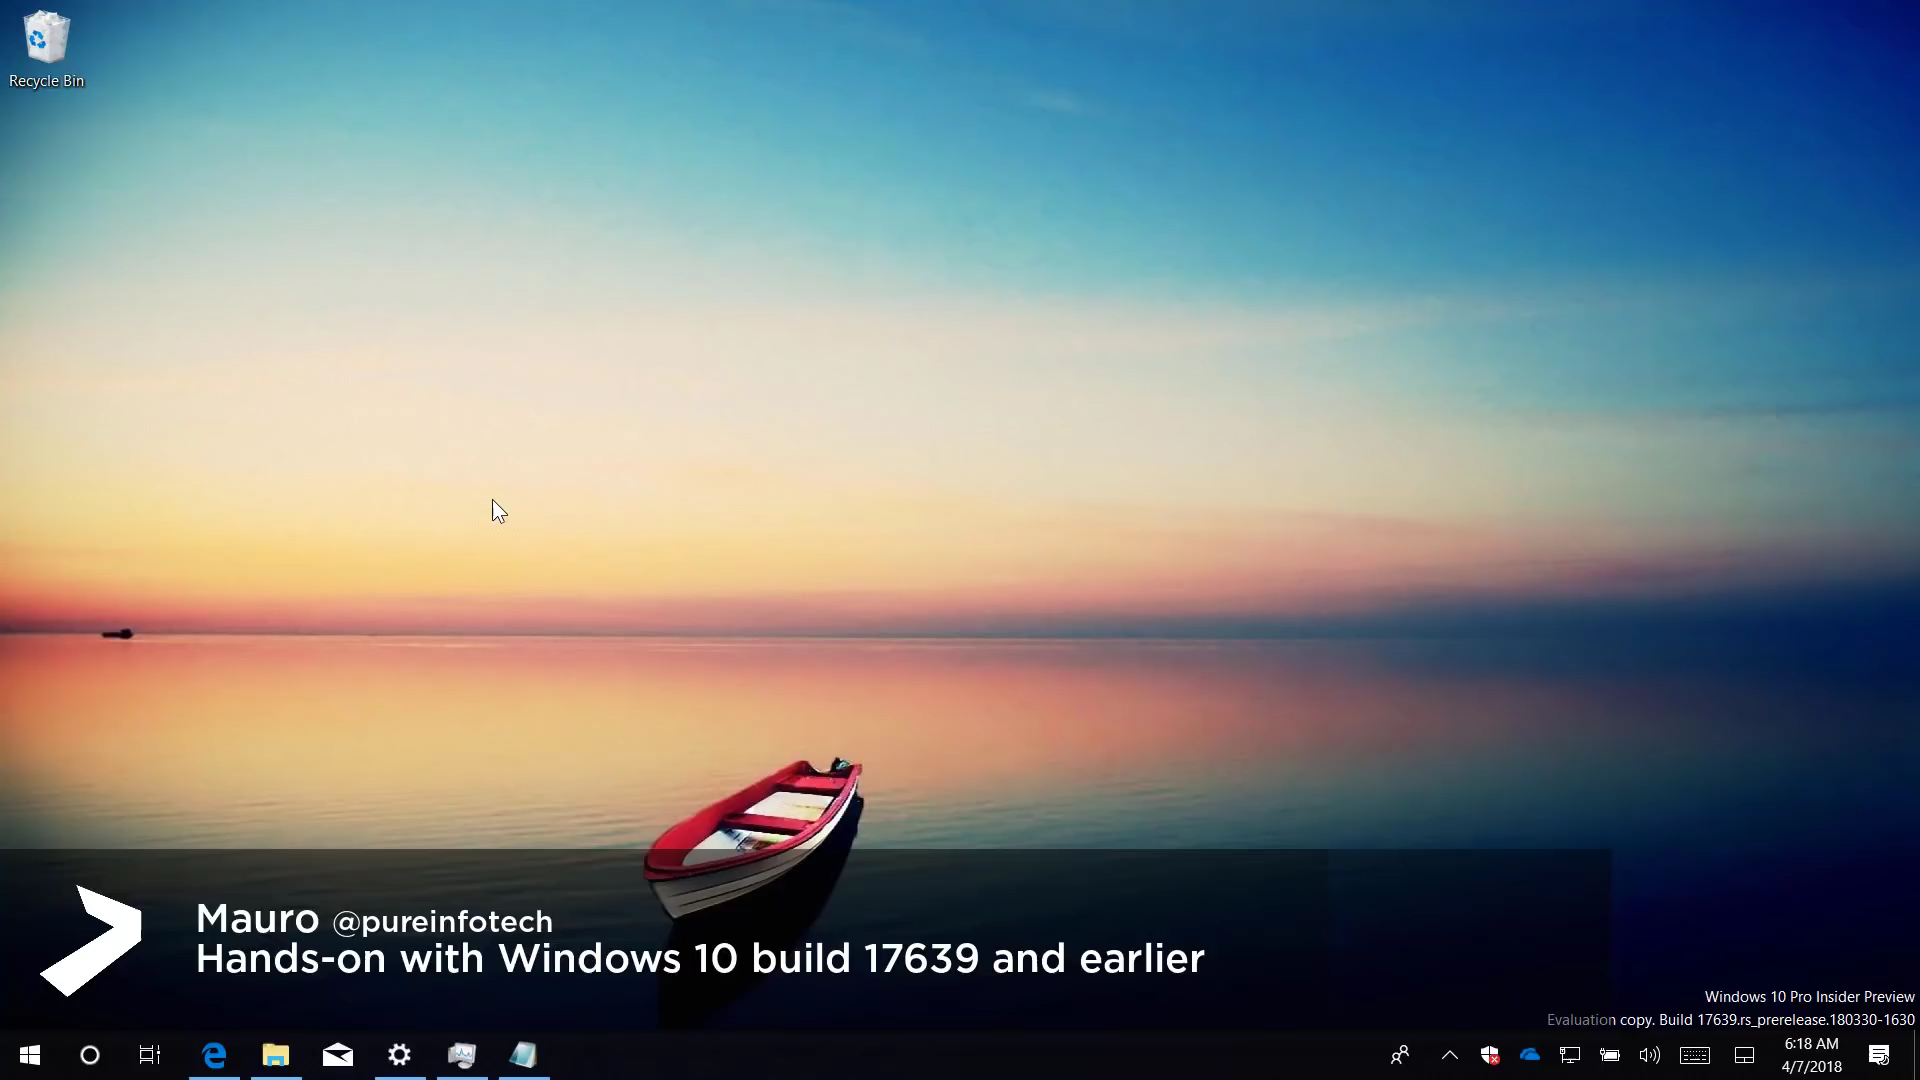 Recycle Bin
Mauro @pureinfotech
Hands-on with Windows 10 build 17639 and earlier
Windows 10 Pro Insider Preview
Evaluation copy. Build 17639.rs_prerelease.180330-1630
6:18 AM
4/7/2018